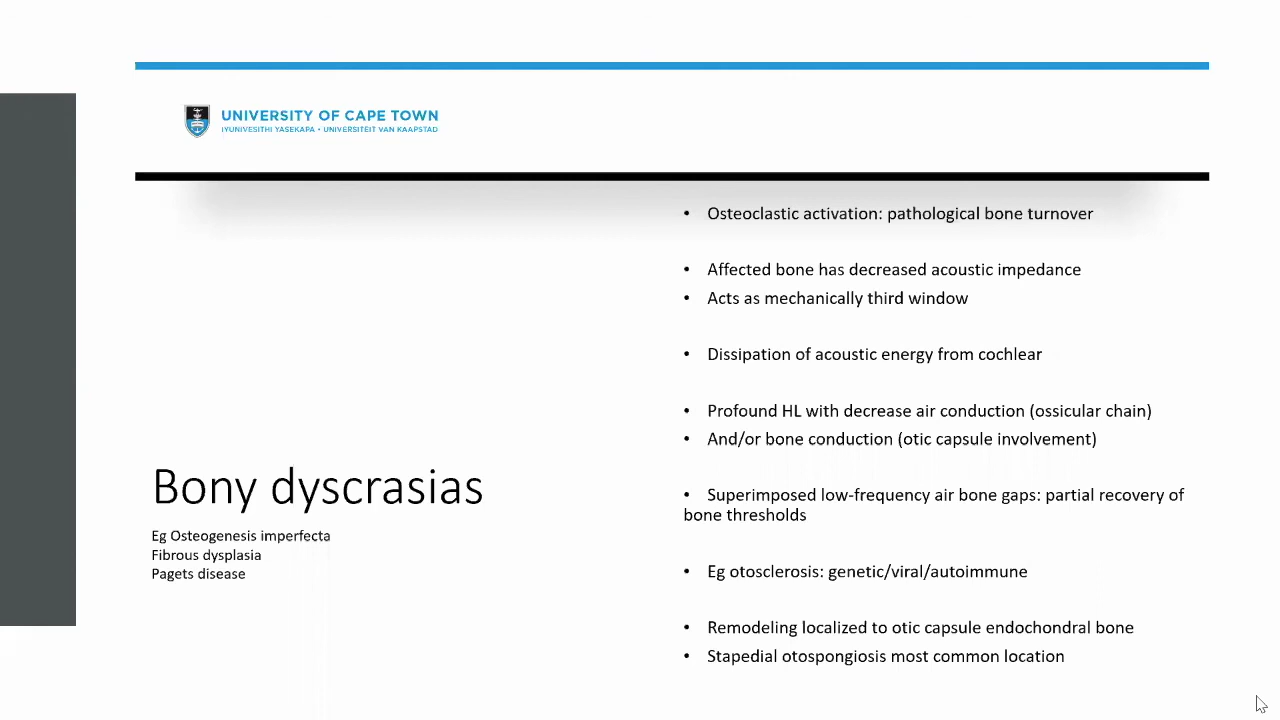 UNIVERSITY OF CAPE TOWN
IYUNIVESITHI YASEKAPA • UNIVERSITEIT VAN KAAPSTAD
Bony dyscrasias
Eg Osteogenesis imperfecta
Fibrous dysplasia
Pagets disease
• Osteoclastic activation: pathological bone turnover
• Affected bone has decreased acoustic impedance
• Acts as mechanically third window
• Dissipation of acoustic energy from cochlear
• Profound HL with decrease air conduction (ossicular chain)
• And/or bone conduction (otic capsule involvement)
• Superimposed low-frequency air bone gaps: partial recovery of
bone thresholds
• Eg otosclerosis: genetic/viral/autoimmune
• Remodeling localized to otic capsule endochondral bone
• Stapedial otospongiosis most common location